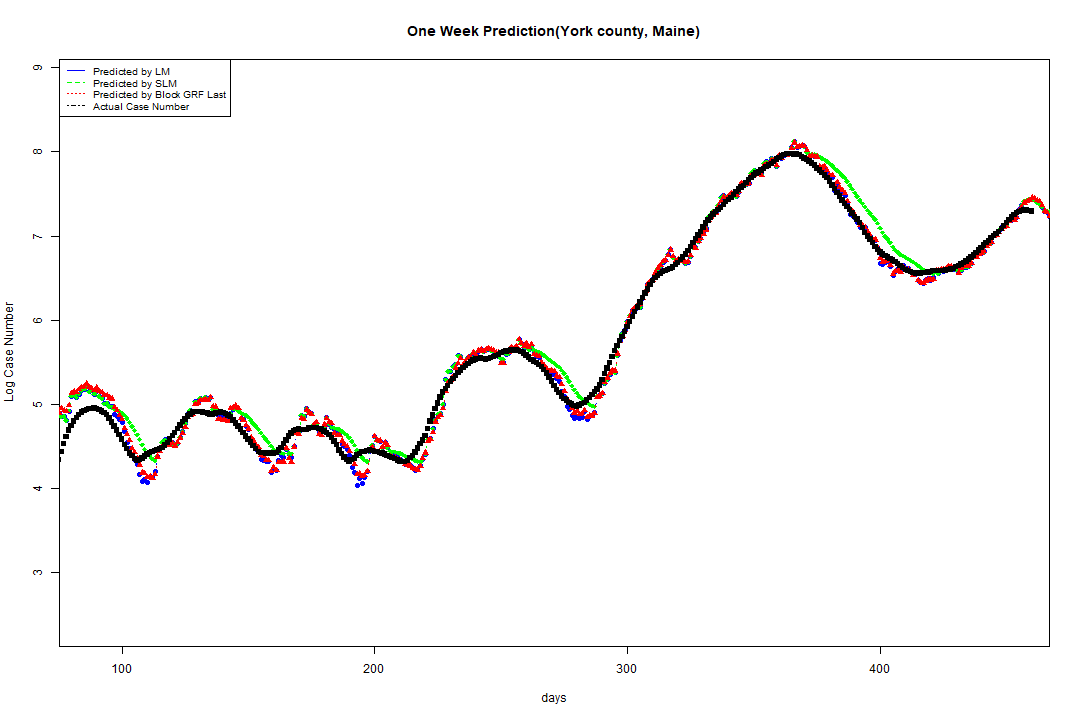 One Week Prediction(York county, Maine)
Predicted by LM
Predicted by SLM
Predicted by Block GRF Last
Actual Case Number
9
8
7
6
5
4
3
Log Case Number
100 200 300 400
days